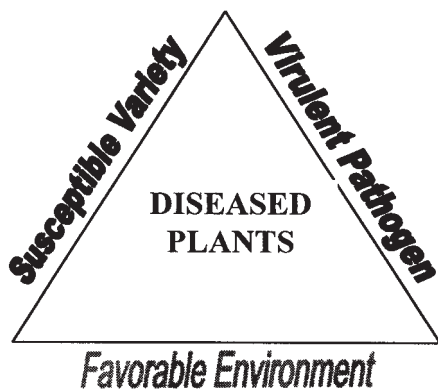 Susceptible Variety
Virulent Pathogen
DISEASED
PLANTS
Favorable Environment